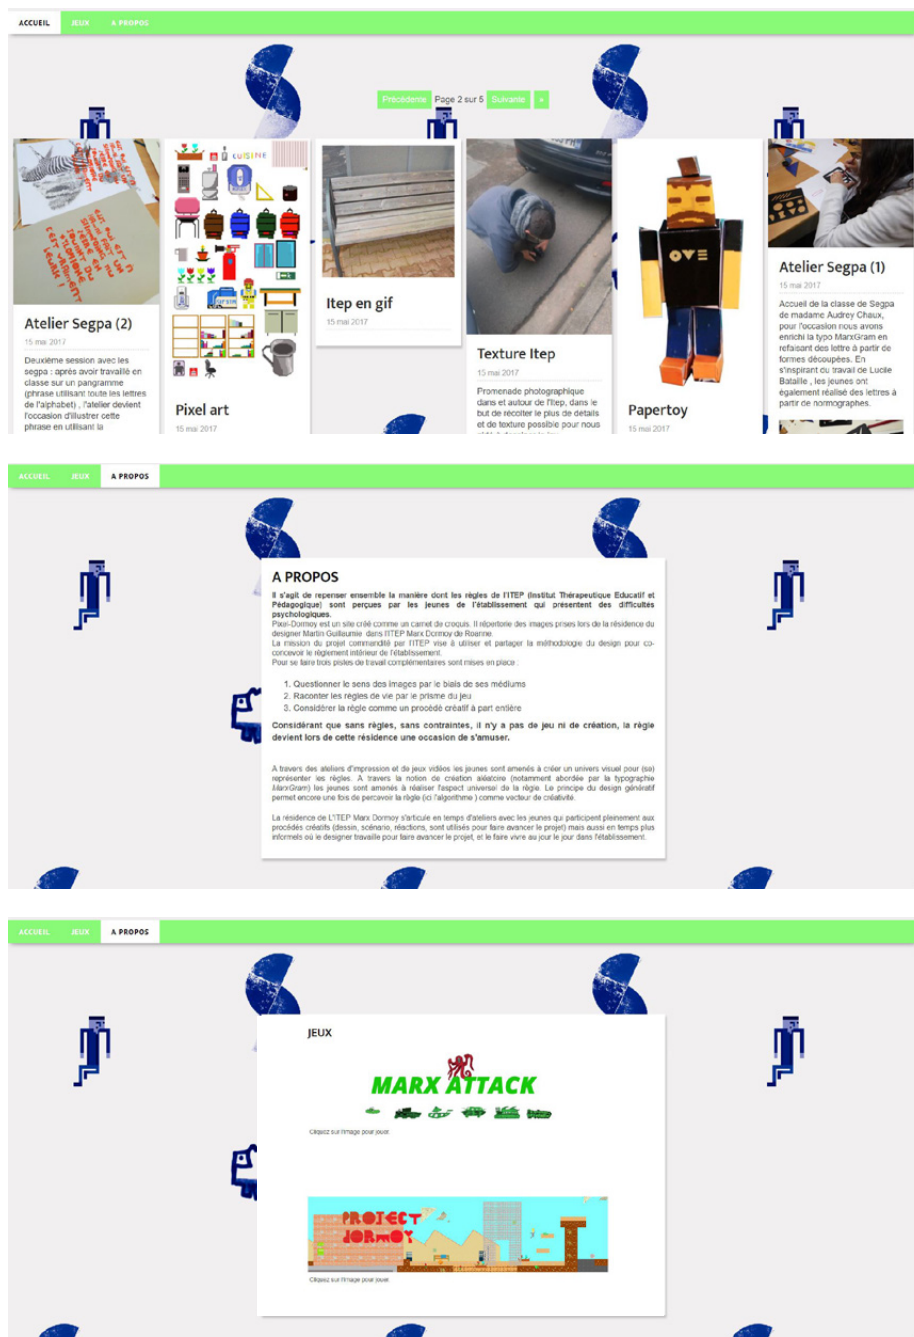 ACCUEIL JEUX A PROPOS
Précédente Page 2 sur 5 Suivante »
CUISINE
Atelier Segpa (2)
15 mai 2017
Deuxième session avec les
segpa : après avoir travaillé en
classe sur un pangramme
(phrase utilisant toute les lettres
de l'alphabet) , l'atelier devient
l'occasion d'illustrer cette
phrase en utilisant la
Pixel art
15 mai 2017
Itep en gif
15 mai 2017
Texture Itep
15 mai 2017
Promenade photographique
dans et autour de l'Itep, dans le
but de récolter le plus de détails
et de texture possible pour nous
OVE
Papertoy
15 mai 2017
Atelier Segpa (1)
15 mai 2017
Accueil de la classe de Segpa
de madame Audrey Chaux,
pour l'occasion nous avons
enrichi la typo MarxGram en
refaisant des lettre à partir de
formes découpées. En
s'inspirant du travail de Lucile
Bataille , les jeunes ont
également réalisé des lettres à
partir de normographes.
ACCUEIL JEUX A PROPOS
A PROPOS
Il s'agit de repenser ensemble la manière dont les règles de l'ITEP (Institut Thérapeutique Educatif et
Pédagogique) sont perçues par les jeunes de l'établissement qui présentent des difficultés
psychologiques.
Pixel-Dormoy est un site créé comme un carnet de croquis. Il répertorie des images prises lors de la résidence du
designer Martin Guillaumie dans l'ITEP Marx Dormoy de Roanne.
La mission du projet commandité par l'ITEP vise à utiliser et partager la méthodologie du design pour co-
concevoir le règlement intérieur de l'établissement.
Pour se faire trois pistes de travail complémentaires sont mises en place :
1. Questionner le sens des images par le biais de ses médiums
2. Raconter les règles de vie par le prisme du jeu
3. Considérer la règle comme un procédé créatif à part entière
Considérant que sans règles, sans contraintes, il n'y a pas de jeu ni de création, la règle
devient lors de cette résidence une occasion de s'amuser.
A travers des ateliers d'impression et de jeux vidéos les jeunes sont amenés à créer un univers visuel pour (se)
représenter les règles. A travers la notion de création aléatoire (notamment abordée par la typographie
MarxGram) les jeunes sont amenés à réaliser l'aspect universel de la règle. Le principe du design génératif
permet encore une fois de percevoir la règle (ici l'algorithme ) comme vecteur de créativité.
La résidence de L'ITEP Marx Dormoy s'articule en temps d'ateliers avec les jeunes qui participent pleinement aux
procédés créatifs (dessin, scénario, réactions, sont utilisés pour faire avancer le projet) mais aussi en temps plus
informels où le designer travaille pour faire avancer le projet, et le faire vivre au jour le jour dans l'établissement.
ACCUEIL JEUX A PROPOS
JEUX
MARX ATTACK
Cliquez sur l'image pour jouer.
PROJECT
DORMOY
Cliquez sur l'image pour jouer.